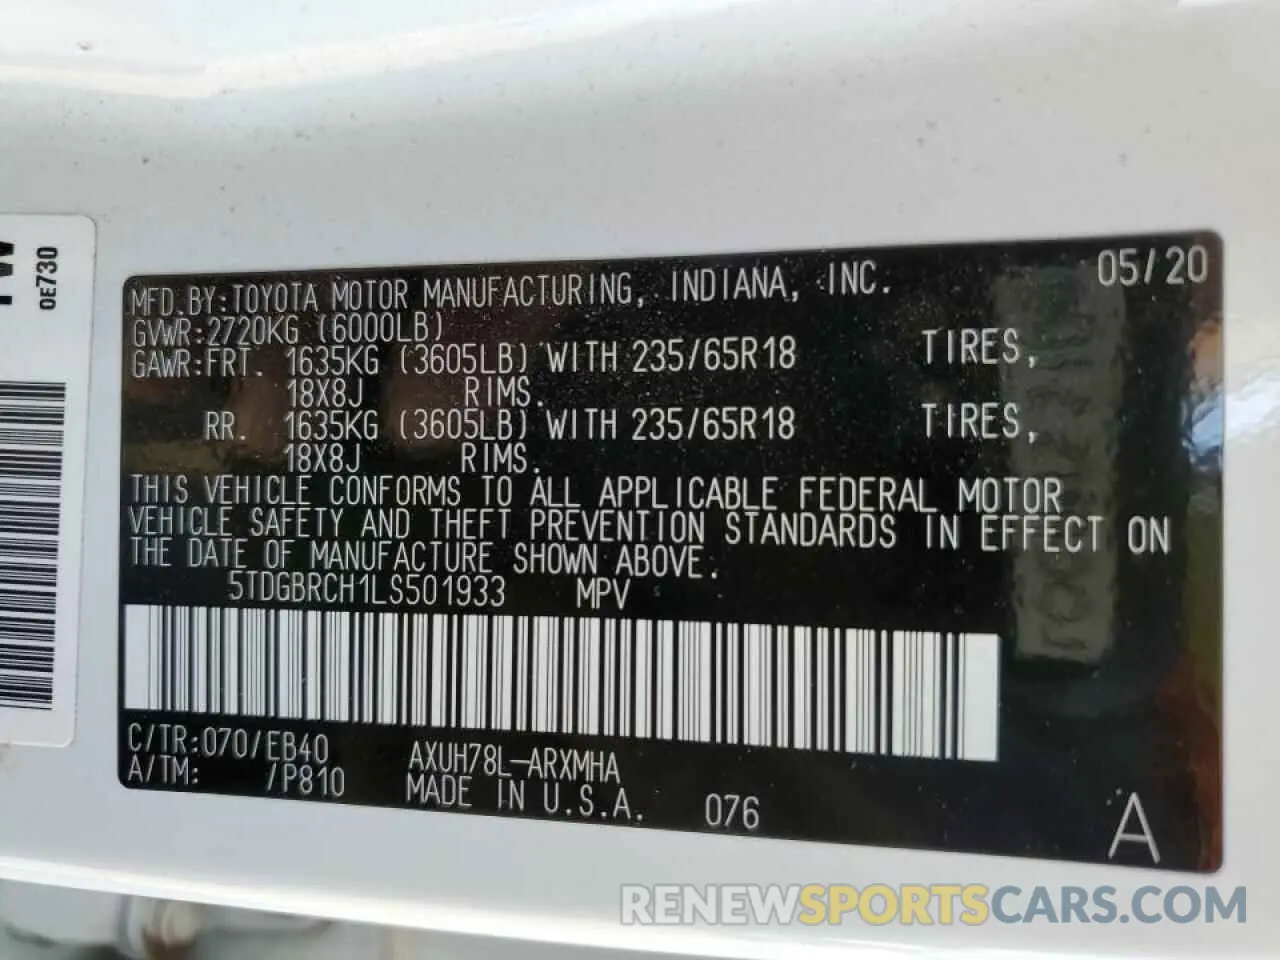 MFD.BY:TOYOTA MOTOR MANUFACTURING, INDIANA, INC. 05/20
GVWR:2720KG (6000LB)
GAWR:FRT. 1635KG (3605LB) WITH 235/65R18 TIRES,
18X8J RIMS.
RR. 1635KG (3605LB) WITH 235/65R18 TIRES,
18X8J RIMS.
THIS VEHICLE CONFORMS TO ALL APPLICABLE FEDERAL MOTOR
VEHICLE SAFETY AND THEFT PREVENTION STANDARDS IN EFFECT ON
THE DATE OF MANUFACTURE SHOWN ABOVE.
5TDGBRCH1LS501933 MPV
C/TR:070/EB40 AXUH78L-ARXMHA
A/TM: /P810 MADE IN U.S.A. 076
A
0E730
RENEWSPORTSCARS.COM